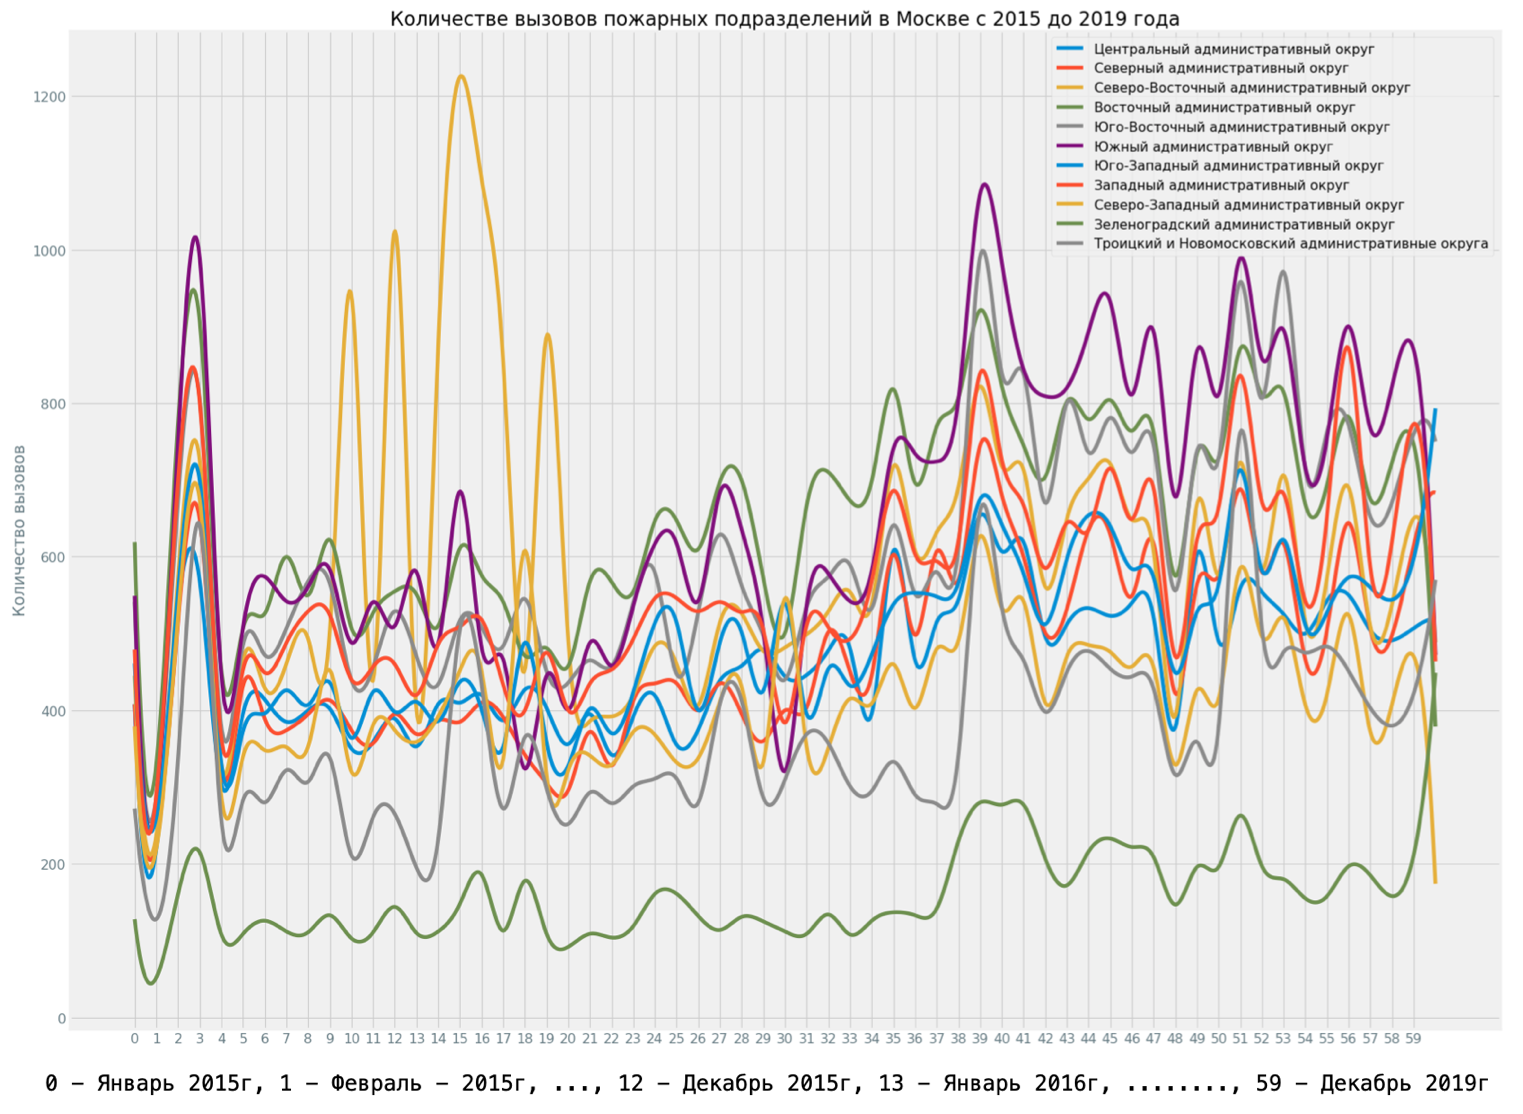 Количестве вызовов пожарных подразделений в Москве с 2015 до 2019 года
Центральный административный округ
Северный административный округ
Северо-Восточный административный округ
Восточный административный округ
Юго-Восточный административный округ
Южный административный округ
Юго-Западный административный округ
Западный административный округ
Северо-Западный административный округ
Зеленоградский административный округ
Троицкий и Новомосковский административные округа
Количество вызовов
1200
1000
800
600
400
200
0
0 1 2 3 4 5 6 7 8 9 10 11 12 13 14 15 16 17 18 19 20 21 22 23 24 25 26 27 28 29 30 31 32 33 34 35 36 37 38 39 40 41 42 43 44 45 46 47 48 49 50 51 52 53 54 55 56 57 58 59
0 – Январь 2015г, 1 – Февраль – 2015г, ..., 12 – Декабрь 2015г, 13 – Январь 2016г, ........, 59 – Декабрь 2019г